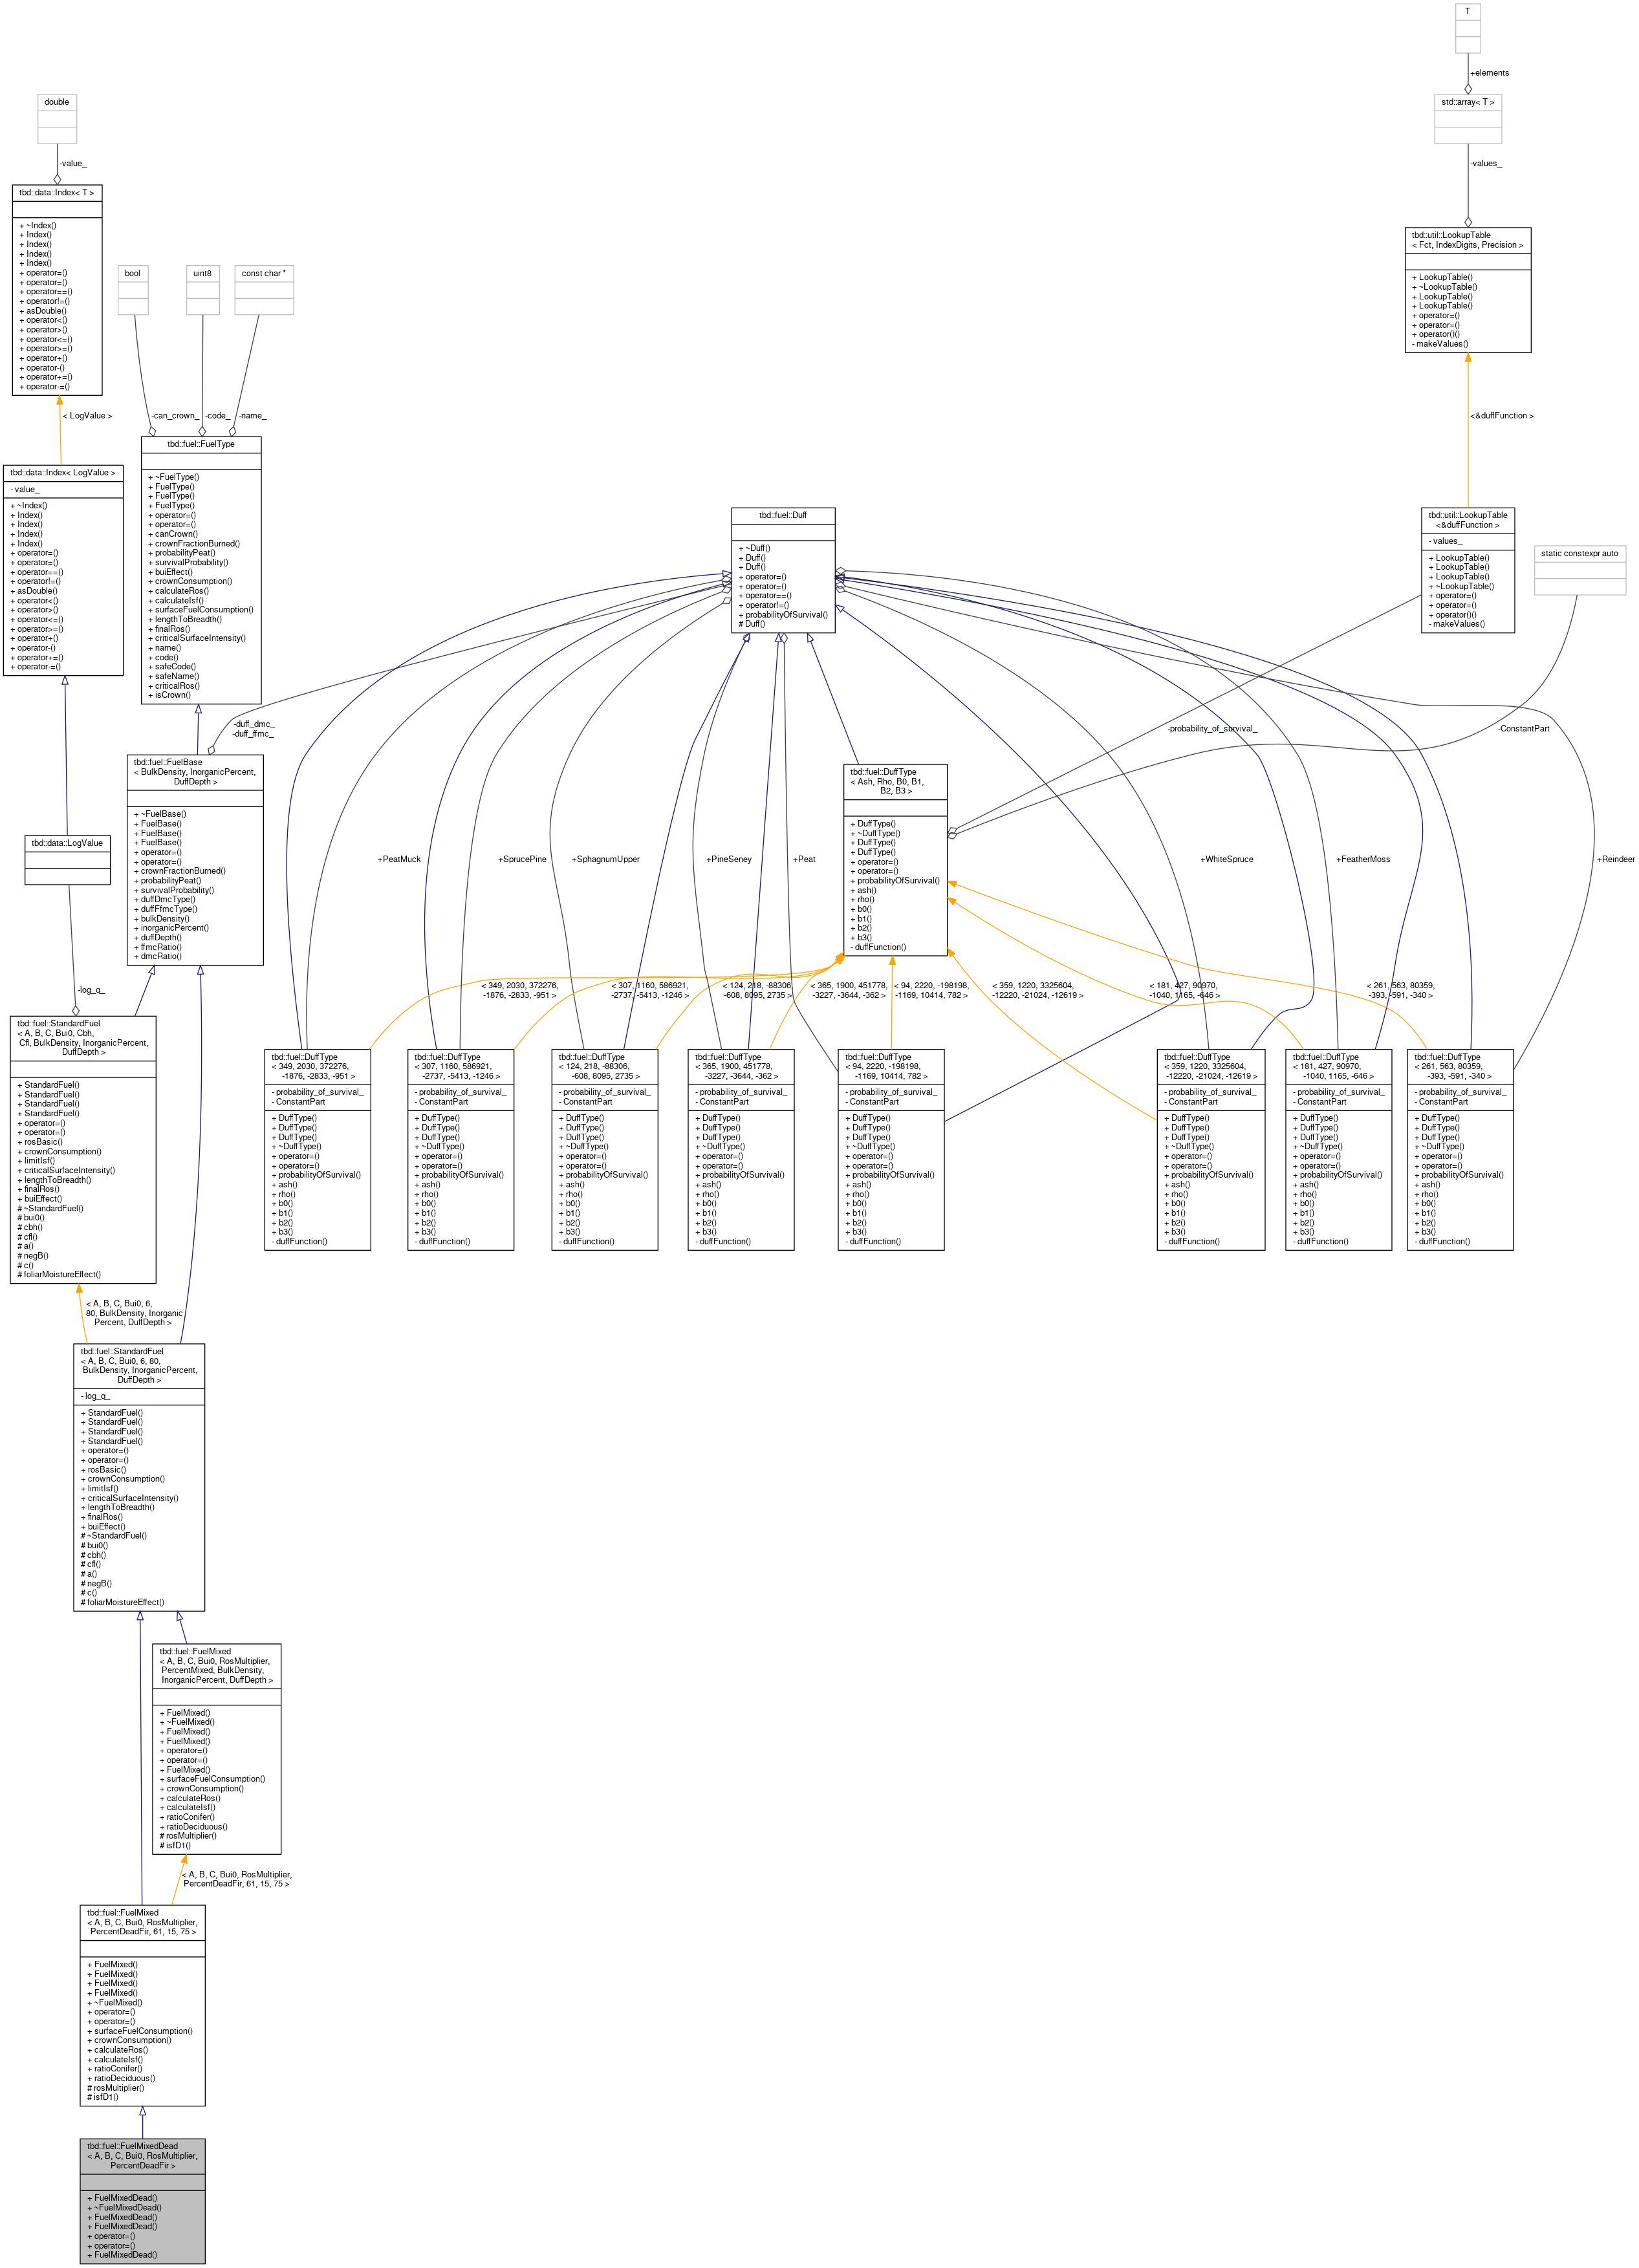 T
+elements
double
std::array< T >
-value_
-values_
tbd::data::Index< T >
+ ~Index()
+ Index()
+ Index()
+ Index()
+ Index()
+ operator=()
+ operator=()
+ operator==()
+ operator!=()
+ asDouble()
+ operator<()
+ operator>()
+ operator<=()
+ operator>=()
+ operator+()
+ operator-()
+ operator+=()
+ operator-=()
tbd::util::LookupTable
< Fct, IndexDigits, Precision >
+ LookupTable()
+ ~LookupTable()
+ LookupTable()
+ LookupTable()
+ operator=()
+ operator=()
+ operator()()
- makeValues()
bool
uint8
const char *
< LogValue >
-can_crown_
-code_
-name_
<&duffFunction >
tbd::data::Index< LogValue >
- value_
+ ~Index()
+ Index()
+ Index()
+ Index()
+ Index()
+ operator=()
+ operator=()
+ operator==()
+ operator!=()
+ asDouble()
+ operator<()
+ operator>()
+ operator<=()
+ operator>=()
+ operator+()
+ operator-()
+ operator+=()
+ operator-=()
tbd::fuel::FuelType
+ ~FuelType()
+ FuelType()
+ FuelType()
+ FuelType()
+ operator=()
+ operator=()
+ canCrown()
+ crownFractionBurned()
+ probabilityPeat()
+ survivalProbability()
+ buiEffect()
+ crownConsumption()
+ calculateRos()
+ calculateIsf()
+ surfaceFuelConsumption()
+ lengthToBreadth()
+ finalRos()
+ criticalSurfaceIntensity()
+ name()
+ code()
+ safeCode()
+ safeName()
+ criticalRos()
+ isCrown()
tbd::fuel::Duff
+ ~Duff()
+ Duff()
+ Duff()
+ operator=()
+ operator=()
+ operator==()
+ operator!=()
+ probabilityOfSurvival()
# Duff()
tbd::util::LookupTable
<&duffFunction >
- values_
+ LookupTable()
+ LookupTable()
+ LookupTable()
+ ~LookupTable()
+ operator=()
+ operator=()
+ operator()()
- makeValues()
static constexpr auto
-duff_dmc_
-duff_ffmc_
-probability_of_survival_
-ConstantPart
tbd::fuel::FuelBase
< BulkDensity, InorganicPercent,
DuffDepth >
+ ~FuelBase()
+ FuelBase()
+ FuelBase()
+ FuelBase()
+ operator=()
+ operator=()
+ crownFractionBurned()
+ probabilityPeat()
+ survivalProbability()
+ duffDmcType()
+ duffFfmcType()
+ bulkDensity()
+ inorganicPercent()
+ duffDepth()
+ ffmcRatio()
+ dmcRatio()
tbd::fuel::DuffType
< Ash, Rho, B0, B1,
B2, B3 >
+ DuffType()
+ ~DuffType()
+ DuffType()
+ DuffType()
+ operator=()
+ operator=()
+ probabilityOfSurvival()
+ ash()
+ rho()
+ b0()
+ b1()
+ b2()
+ b3()
- duffFunction()
tbd::data::LogValue
+PeatMuck
+SprucePine
+SphagnumUpper
+PineSeney
+Peat
+WhiteSpruce
+FeatherMoss
+Reindeer
-log_q_
< 349, 2030, 372276,
-1876, -2833, -951 >
< 307, 1160, 586921,
-2737, -5413, -1246 >
< 124, 218, -88306,
-608, 8095, 2735 >
< 365, 1900, 451778,
-3227, -3644, -362 >
< 94, 2220, -198198,
-1169, 10414, 782 >
< 359, 1220, 3325604,
-12220, -21024, -12619 >
< 181, 427, 90970,
-1040, 1165, -646 >
< 261, 563, 80359,
-393, -591, -340 >
tbd::fuel::StandardFuel
< A, B, C, Bui0, Cbh,
Cfl, BulkDensity, InorganicPercent,
DuffDepth >
+ StandardFuel()
+ StandardFuel()
+ StandardFuel()
+ StandardFuel()
+ operator=()
+ operator=()
+ rosBasic()
+ crownConsumption()
+ limitIsf()
+ criticalSurfaceIntensity()
+ lengthToBreadth()
+ finalRos()
+ buiEffect()
# ~StandardFuel()
# bui0()
# cbh()
# cfl()
# a()
# negB()
# c()
# foliarMoistureEffect()
tbd::fuel::DuffType
< 349, 2030, 372276,
-1876, -2833, -951 >
- probability_of_survival_
- ConstantPart
+ DuffType()
+ DuffType()
+ DuffType()
+ ~DuffType()
+ operator=()
+ operator=()
+ probabilityOfSurvival()
+ ash()
+ rho()
+ b0()
+ b1()
+ b2()
+ b3()
- duffFunction()
tbd::fuel::DuffType
< 307, 1160, 586921,
-2737, -5413, -1246 >
- probability_of_survival_
- ConstantPart
+ DuffType()
+ DuffType()
+ DuffType()
+ ~DuffType()
+ operator=()
+ operator=()
+ probabilityOfSurvival()
+ ash()
+ rho()
+ b0()
+ b1()
+ b2()
+ b3()
- duffFunction()
tbd::fuel::DuffType
< 124, 218, -88306,
-608, 8095, 2735 >
- probability_of_survival_
- ConstantPart
+ DuffType()
+ DuffType()
+ DuffType()
+ ~DuffType()
+ operator=()
+ operator=()
+ probabilityOfSurvival()
+ ash()
+ rho()
+ b0()
+ b1()
+ b2()
+ b3()
- duffFunction()
tbd::fuel::DuffType
< 365, 1900, 451778,
-3227, -3644, -362 >
- probability_of_survival_
- ConstantPart
+ DuffType()
+ DuffType()
+ DuffType()
+ ~DuffType()
+ operator=()
+ operator=()
+ probabilityOfSurvival()
+ ash()
+ rho()
+ b0()
+ b1()
+ b2()
+ b3()
- duffFunction()
tbd::fuel::DuffType
< 94, 2220, -198198,
-1169, 10414, 782 >
- probability_of_survival_
- ConstantPart
+ DuffType()
+ DuffType()
+ DuffType()
+ ~DuffType()
+ operator=()
+ operator=()
+ probabilityOfSurvival()
+ ash()
+ rho()
+ b0()
+ b1()
+ b2()
+ b3()
- duffFunction()
tbd::fuel::DuffType
< 359, 1220, 3325604,
-12220, -21024, -12619 >
- probability_of_survival_
- ConstantPart
+ DuffType()
+ DuffType()
+ DuffType()
+ ~DuffType()
+ operator=()
+ operator=()
+ probabilityOfSurvival()
+ ash()
+ rho()
+ b0()
+ b1()
+ b2()
+ b3()
- duffFunction()
tbd::fuel::DuffType
< 181, 427, 90970,
-1040, 1165, -646 >
- probability_of_survival_
- ConstantPart
+ DuffType()
+ DuffType()
+ DuffType()
+ ~DuffType()
+ operator=()
+ operator=()
+ probabilityOfSurvival()
+ ash()
+ rho()
+ b0()
+ b1()
+ b2()
+ b3()
- duffFunction()
tbd::fuel::DuffType
< 261, 563, 80359,
-393, -591, -340 >
- probability_of_survival_
- ConstantPart
+ DuffType()
+ DuffType()
+ DuffType()
+ ~DuffType()
+ operator=()
+ operator=()
+ probabilityOfSurvival()
+ ash()
+ rho()
+ b0()
+ b1()
+ b2()
+ b3()
- duffFunction()
< A, B, C, Bui0, 6,
80, BulkDensity, Inorganic
Percent, DuffDepth >
tbd::fuel::StandardFuel
< A, B, C, Bui0, 6, 80,
BulkDensity, InorganicPercent,
DuffDepth >
- log_q_
+ StandardFuel()
+ StandardFuel()
+ StandardFuel()
+ StandardFuel()
+ operator=()
+ operator=()
+ rosBasic()
+ crownConsumption()
+ limitIsf()
+ criticalSurfaceIntensity()
+ lengthToBreadth()
+ finalRos()
+ buiEffect()
# ~StandardFuel()
# bui0()
# cbh()
# cfl()
# a()
# negB()
# c()
# foliarMoistureEffect()
tbd::fuel::FuelMixed
< A, B, C, Bui0, RosMultiplier,
PercentMixed, BulkDensity,
InorganicPercent, DuffDepth >
+ FuelMixed()
+ ~FuelMixed()
+ FuelMixed()
+ FuelMixed()
+ operator=()
+ operator=()
+ FuelMixed()
+ surfaceFuelConsumption()
+ crownConsumption()
+ calculateRos()
+ calculateIsf()
+ ratioConifer()
+ ratioDeciduous()
# rosMultiplier()
# isfD1()
< A, B, C, Bui0, RosMultiplier,
PercentDeadFir, 61, 15, 75 >
tbd::fuel::FuelMixed
< A, B, C, Bui0, RosMultiplier,
PercentDeadFir, 61, 15, 75 >
+ FuelMixed()
+ FuelMixed()
+ FuelMixed()
+ FuelMixed()
+ ~FuelMixed()
+ operator=()
+ operator=()
+ surfaceFuelConsumption()
+ crownConsumption()
+ calculateRos()
+ calculateIsf()
+ ratioConifer()
+ ratioDeciduous()
# rosMultiplier()
# isfD1()
tbd::fuel::FuelMixedDead
< A, B, C, Bui0, RosMultiplier,
PercentDeadFir >
+ FuelMixedDead()
+ ~FuelMixedDead()
+ FuelMixedDead()
+ FuelMixedDead()
+ operator=()
+ operator=()
+ FuelMixedDead()